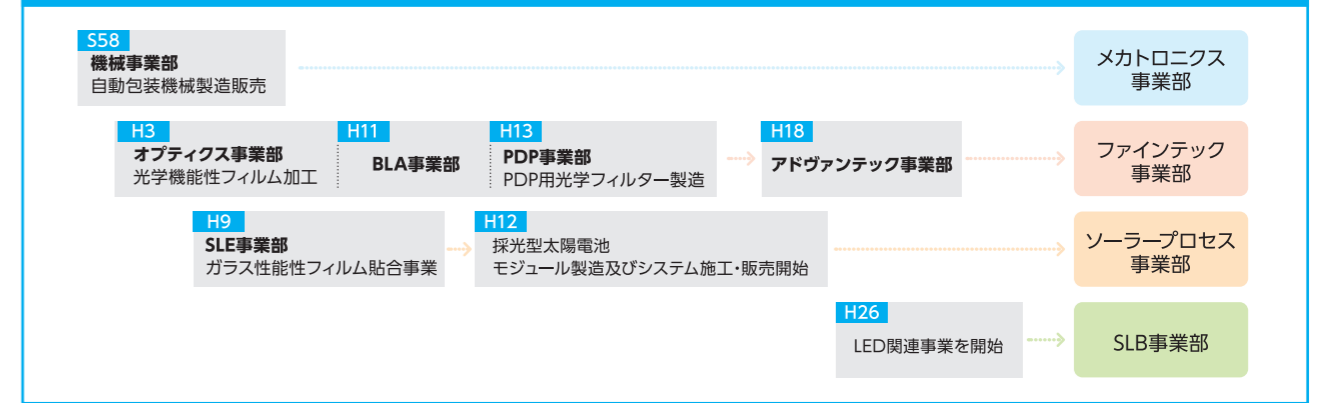 S58
機械事業部
自動包装機械製造販売
メカトロニクス
事業部
H3
オプティクス事業部
光学機能性フィルム加工
H11
BLA事業部
H13
PDP事業部
PDP用光学フィルター製造
H18
アドヴァンテック事業部
ファインテック
事業部
H9
SLE事業部
ガラス性能性フィルム貼合事業
H12
採光型太陽電池
モジュール製造及びシステム施工・販売開始
ソーラープロセス
事業部
H26
LED関連事業を開始
SLB事業部